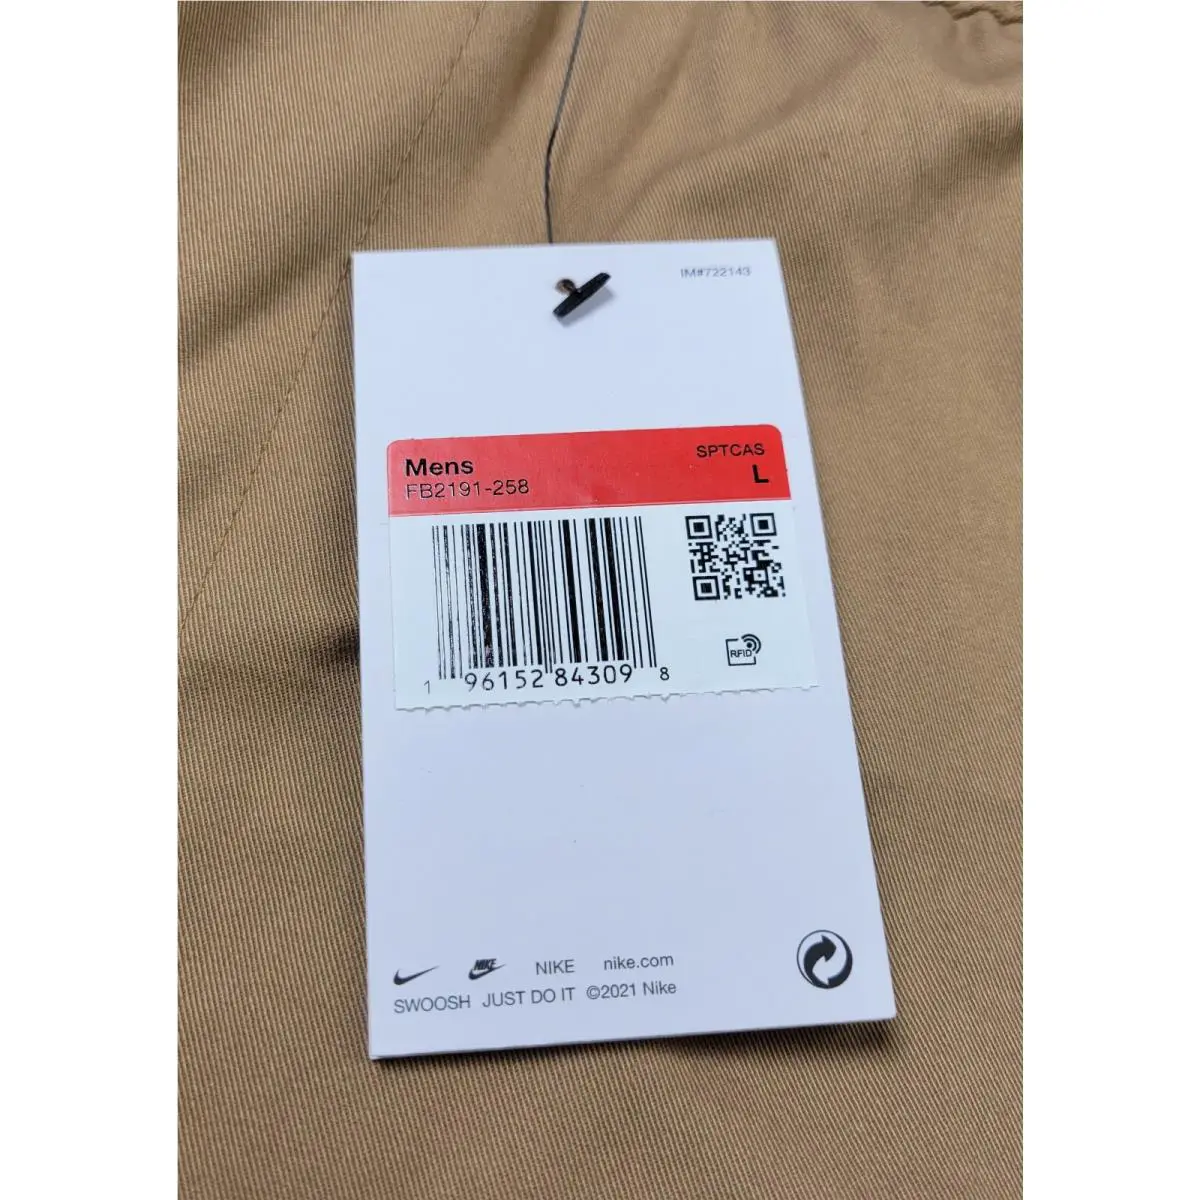 IM#722143
Mens SPTCAS
FB2191-258 L
1 96152 84309 8
RFID
NIKE NIKE nike.com
SWOOSH JUST DO IT ©2021 Nike